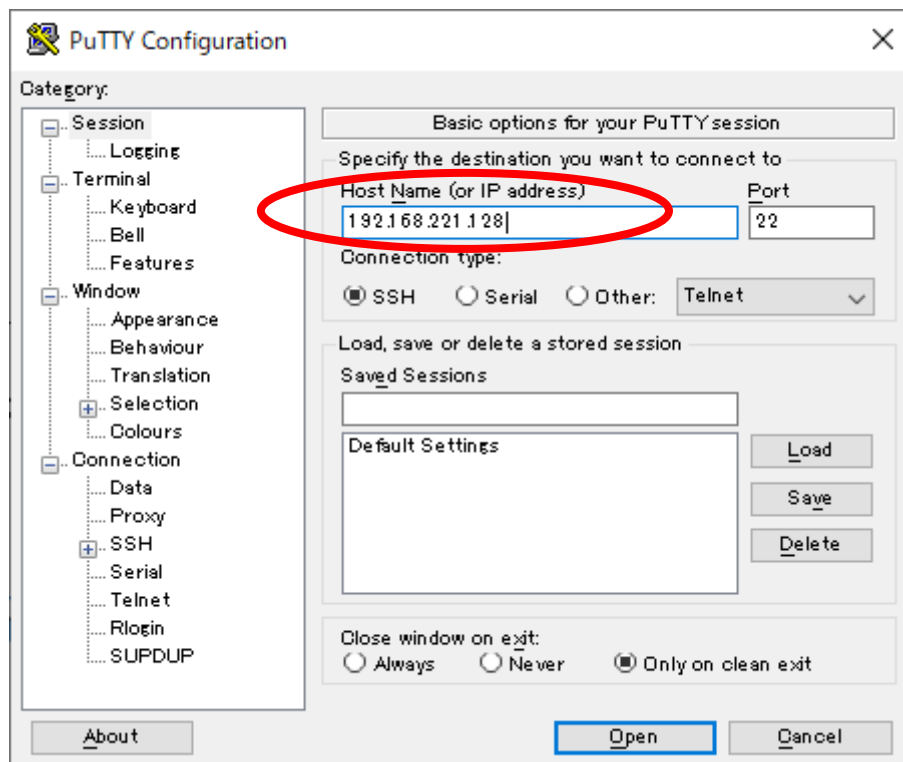 PuTTY Configuration
Category:
Session
Logging
Terminal
Keyboard
Bell
Features
Window
Appearance
Behaviour
Translation
Selection
Colours
Connection
Data
Proxy
SSH
Serial
Telnet
Rlogin
SUPDUP
Basic options for your PuTTY session
Specify the destination you want to connect to
Host Name (or IP address) Port
192.168.221.128 22
Connection type:
SSH Serial Other: Telnet
Load, save or delete a stored session
Saved Sessions
Default Settings
Load
Save
Delete
Close window on exit:
Always Never Only on clean exit
About Open Cancel